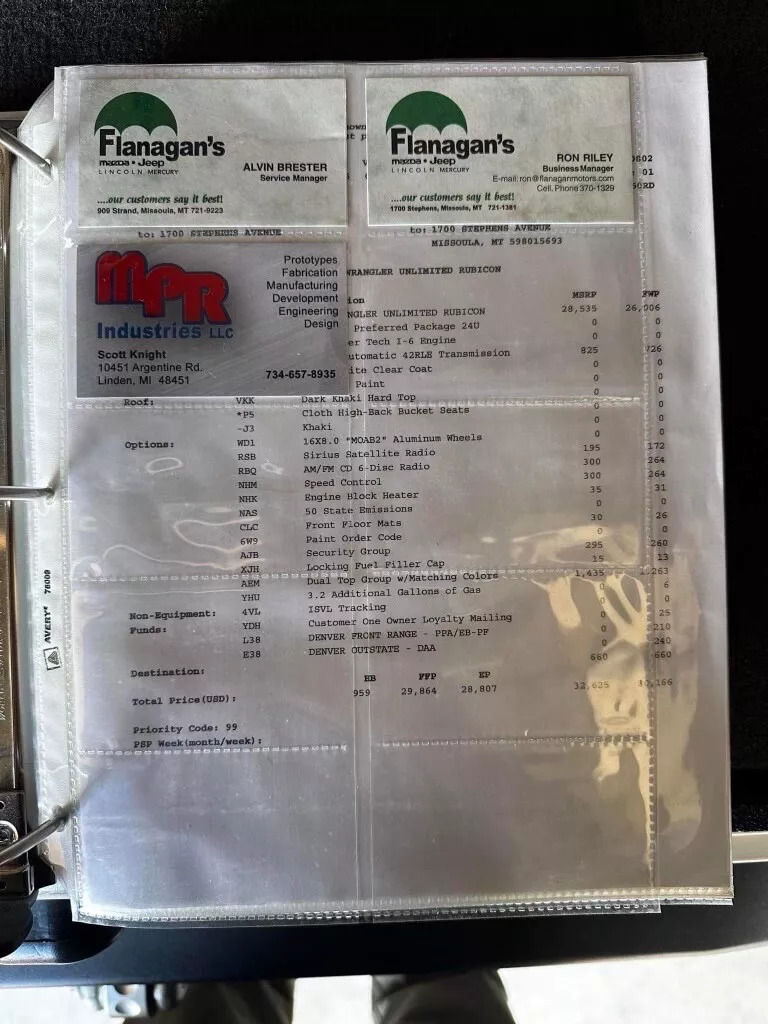 Flanagan's
mazda • Jeep
LINCOLN MERCURY
ALVIN BRESTER
Service Manager
....our customers say it best!
909 Strand, Missoula, MT 721-9223
Flanagan's
mazda • Jeep
LINCOLN MERCURY
RON RILEY
Business Manager
E-mail: ron@flanaganmotors.com
Cell. Phone 370-1329
....our customers say it best!
1700 Stephens, Missoula, MT 721-1381
to: 1700 STEPHENS AVENUE
to: 1700 STEPHENS AVENUE
MISSOULA, MT 598015693
MPR
Industries LLC
Prototypes
Fabrication
Manufacturing
Development
Engineering
Design
Scott Knight
10451 Argentine Rd.
Linden, MI 48451
734-657-8935
WRANGLER UNLIMITED RUBICON
MSRP FWP
UNLIMITED RUBICON 28,535 26,006
Preferred Package 24U 0 0
Tech I-6 Engine 0 0
42RLE Transmission 825 726
Clear Coat 0 0
Paint 0 0
Roof: VKK Dark Khaki Hard Top 0 0
*P5 Cloth High-Back Bucket Seats 0 0
-J3 Khaki 0 0
Options: WD1 16X8.0 "MOAB2" Aluminum Wheels 0 0
RSB Sirius Satellite Radio 195 172
RBQ AM/FM CD 6-Disc Radio 300 264
NHM Speed Control 300 264
NHK Engine Block Heater 35 31
NAS 50 State Emissions 0 0
CLC Front Floor Mats 30 26
6W9 Paint Order Code 0 0
AJB Security Group 295 260
XJH Locking Fuel Filler Cap 15 13
AEM Dual Top Group w/Matching Colors 1,435 1,263
YHU 3.2 Additional Gallons of Gas 0 6
Non-Equipment: 4VL ISVL Tracking 0 0
Funds: YDH Customer One Owner Loyalty Mailing 0 25
L38 DENVER FRONT RANGE - PPA/EB-PF 0 210
E38 DENVER OUTSTATE - DAA 0 240
Destination: 660 660
EB FFP EP
Total Price(USD): 959 29,864 28,807 32,625 30,166
Priority Code: 99
PSP Week(month/week):
AVERY 76009